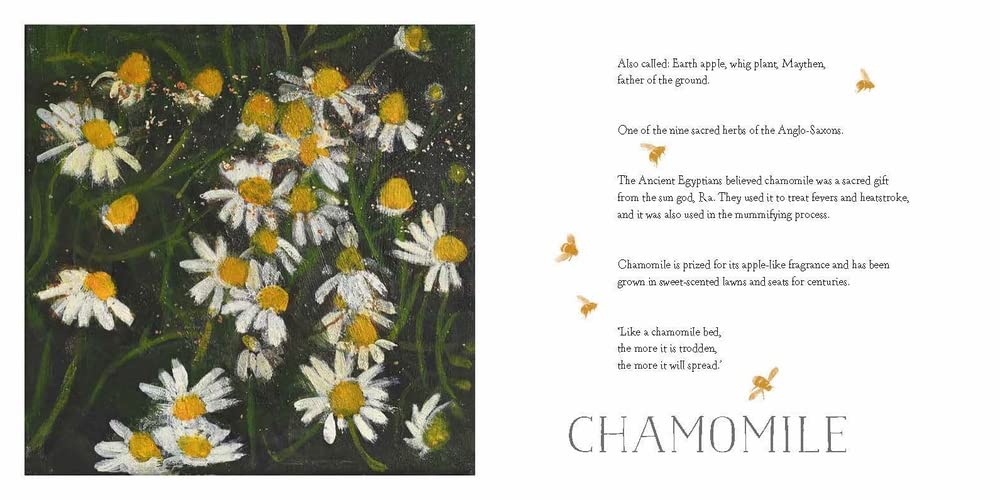 Also called: Earth apple, whig plant, Maythen,
father of the ground.
One of the nine sacred herbs of the Anglo-Saxons.
The Ancient Egyptians believed chamomile was a sacred gift
from the sun god, Ra. They used it to treat fevers and heatstroke,
and it was also used in the mummifying process.
Chamomile is prized for its apple-like fragrance and has been
grown in sweet-scented lawns and seats for centuries.
'Like a chamomile bed,
the more it is trodden,
the more it will spread.'
CHAMOMILE